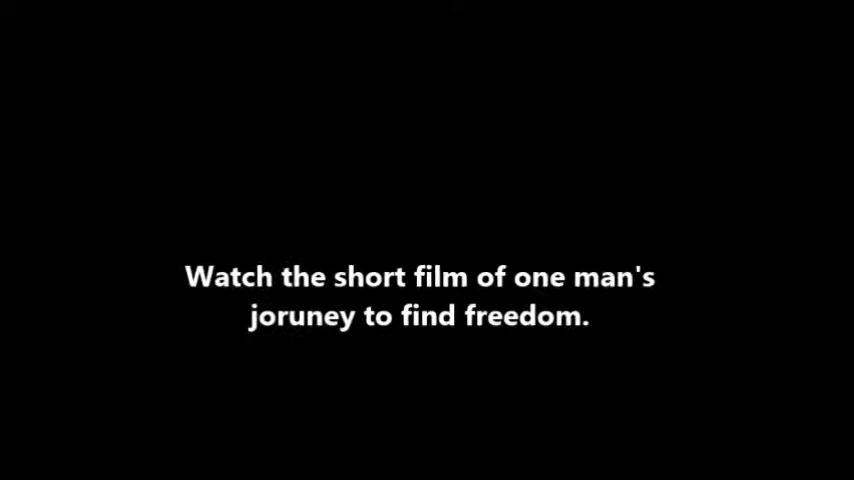 Watch the short film of one man's
joruney to find freedom.